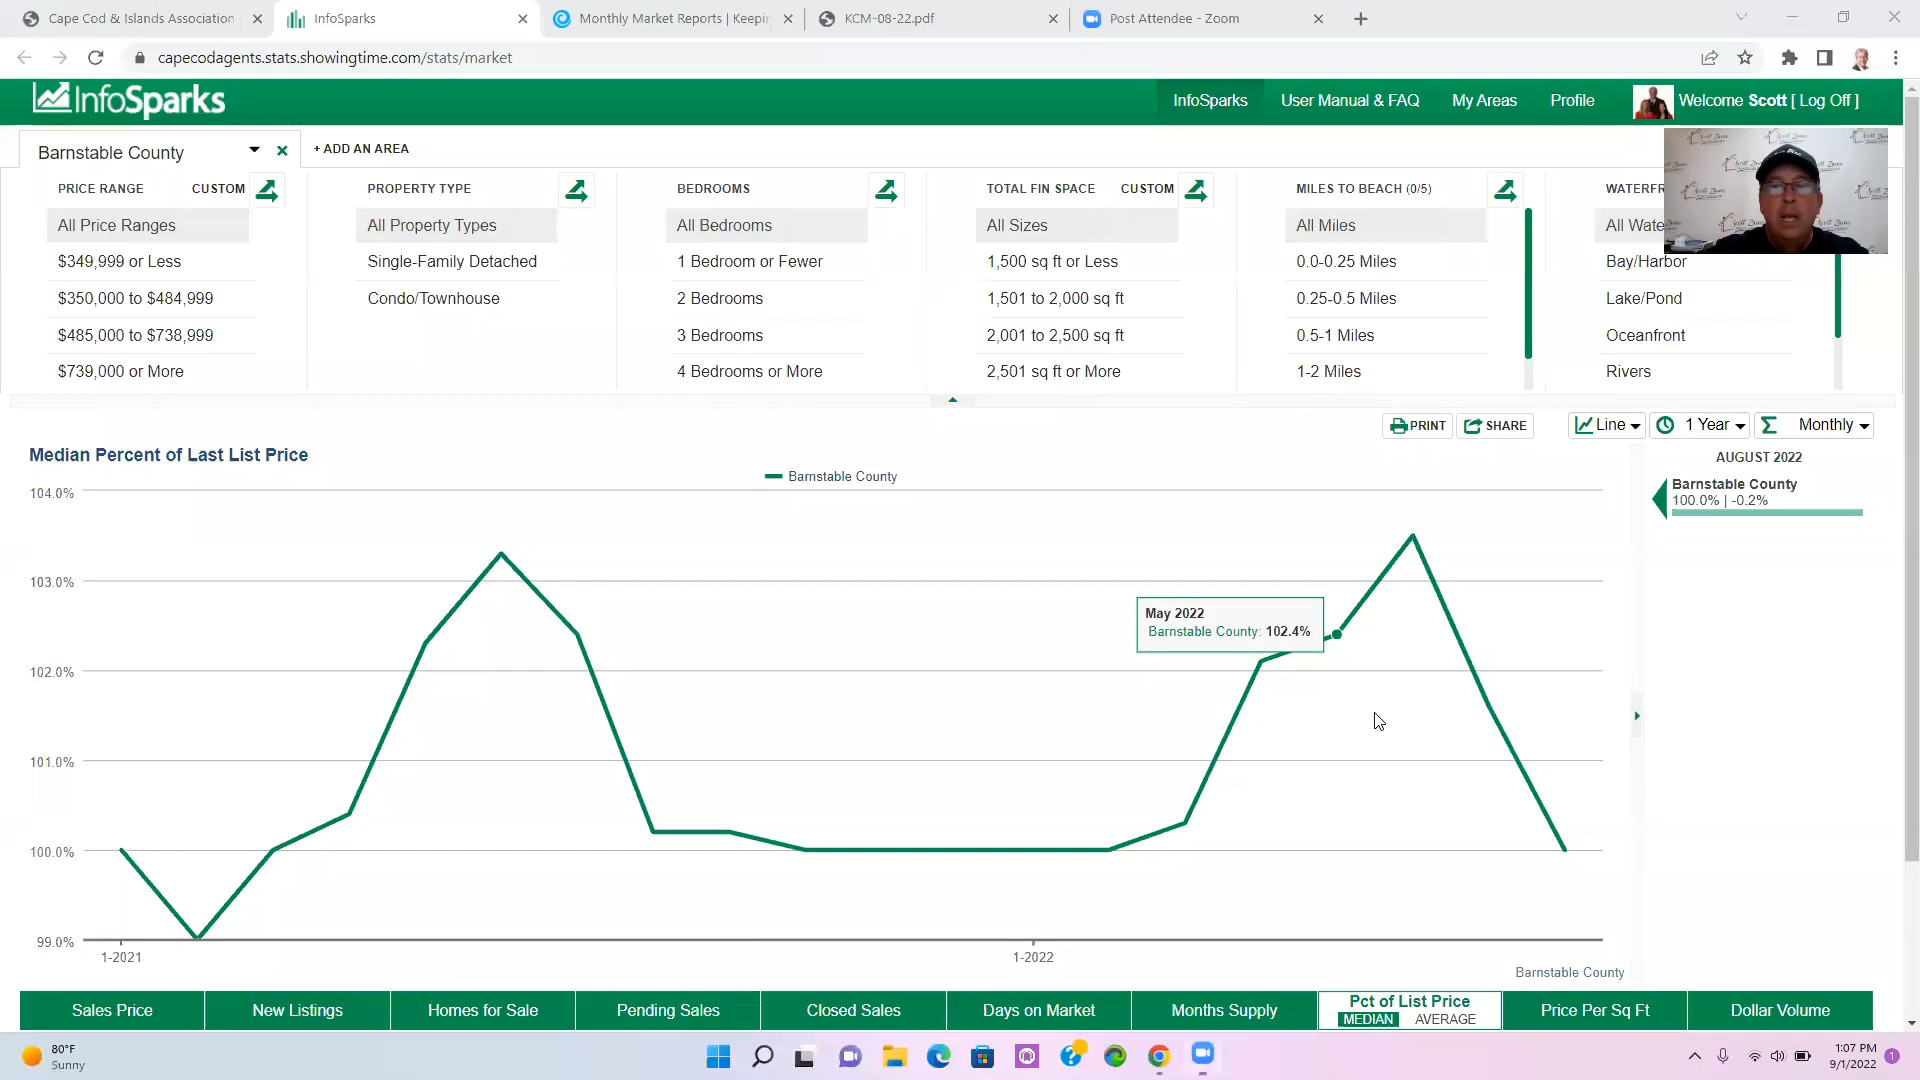 Cape Cod & Islands Association
InfoSparks
Monthly Market Reports | Keepin
KCM-08-22.pdf
Post Attendee - Zoom
capecodagents.stats.showingtime.com/stats/market
InfoSparks
InfoSparks
User Manual & FAQ
My Areas
Profile
Welcome Scott [ Log Off ]
Barnstable County
+ ADD AN AREA
PRICE RANGE
CUSTOM
All Price Ranges
$349,999 or Less
$350,000 to $484,999
$485,000 to $738,999
$739,000 or More
PROPERTY TYPE
All Property Types
Single-Family Detached
Condo/Townhouse
BEDROOMS
All Bedrooms
1 Bedroom or Fewer
2 Bedrooms
3 Bedrooms
4 Bedrooms or More
TOTAL FIN SPACE
CUSTOM
All Sizes
1,500 sq ft or Less
1,501 to 2,000 sq ft
2,001 to 2,500 sq ft
2,501 sq ft or More
MILES TO BEACH (0/5)
All Miles
0.0-0.25 Miles
0.25-0.5 Miles
0.5-1 Miles
1-2 Miles
WATERF
All Wate
Bay/Harbor
Lake/Pond
Oceanfront
Rivers
PRINT
SHARE
Line
1 Year
Monthly
Median Percent of Last List Price
Barnstable County
AUGUST 2022
Barnstable County
100.0% | -0.2%
104.0%
103.0%
102.0%
101.0%
100.0%
99.0%
May 2022
Barnstable County: 102.4%
1-2021
1-2022
Barnstable County
Sales Price
New Listings
Homes for Sale
Pending Sales
Closed Sales
Days on Market
Months Supply
Pct of List Price
MEDIAN
AVERAGE
Price Per Sq Ft
Dollar Volume
80°F
Sunny
1:07 PM
9/1/2022
1